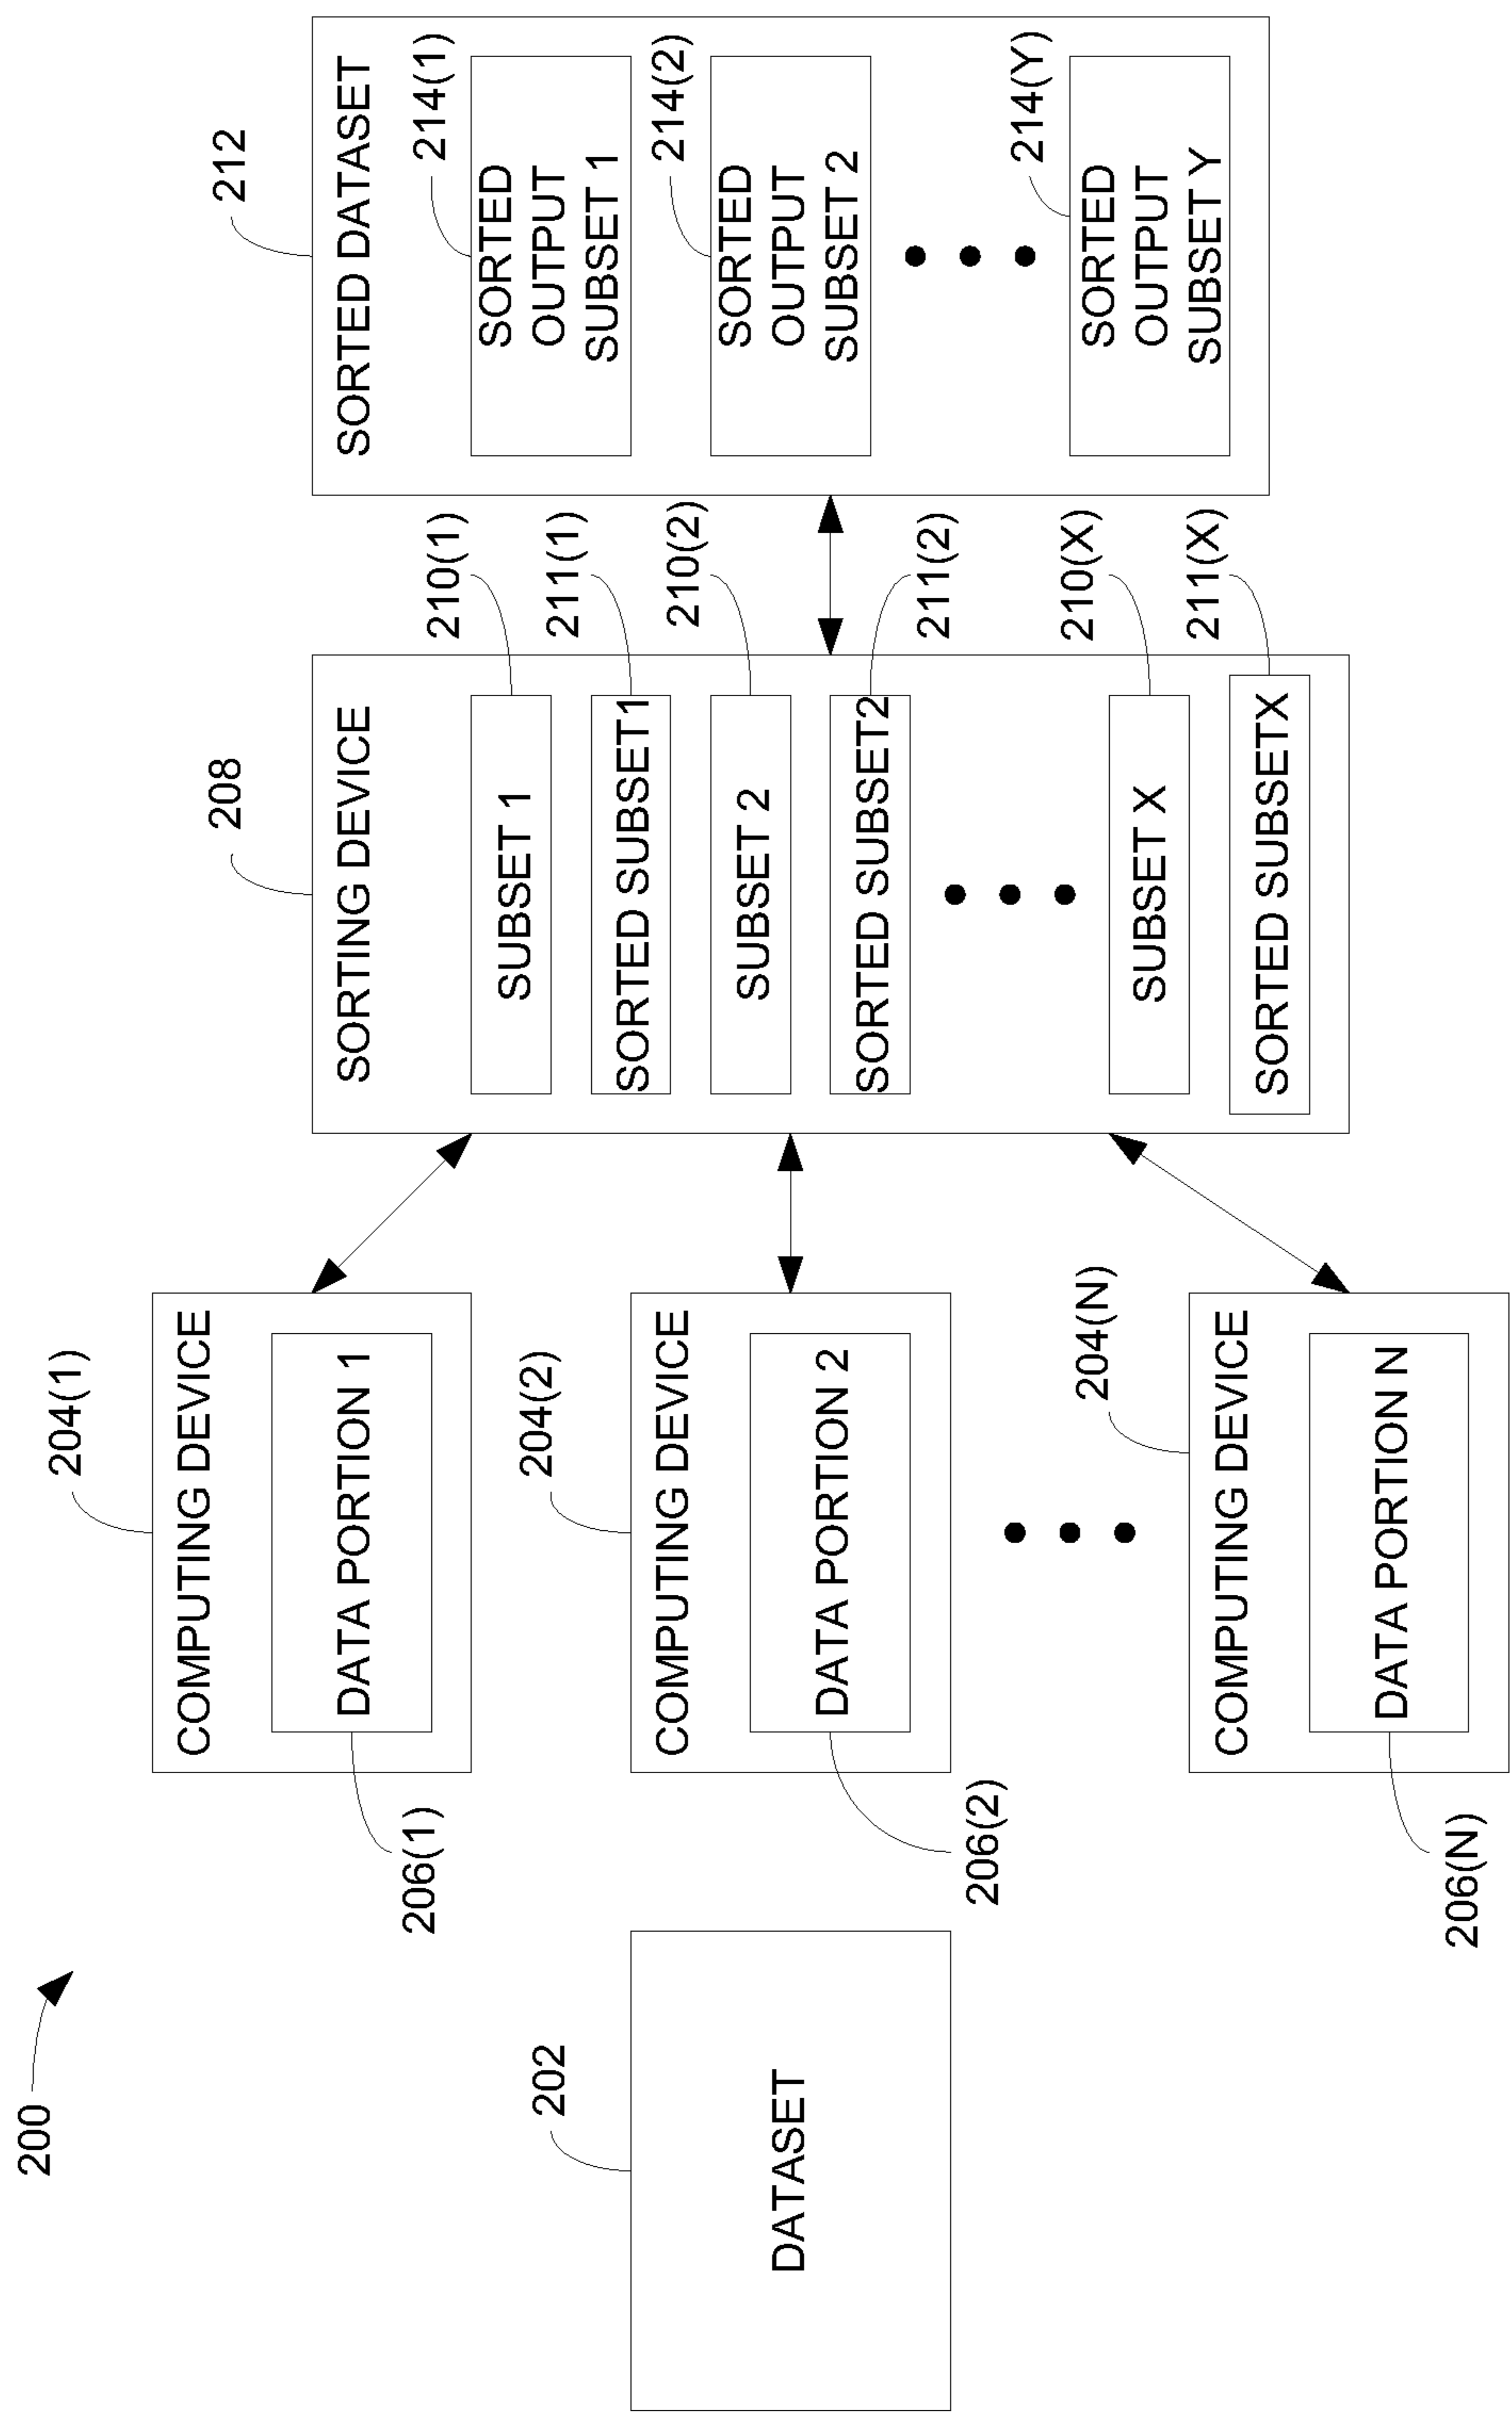 200
202
DATASET
204(1)
COMPUTING DEVICE
DATA PORTION 1
206(1)
204(2)
COMPUTING DEVICE
DATA PORTION 2
206(2)
204(N)
COMPUTING DEVICE
DATA PORTION N
206(N)
208
SORTING DEVICE
210(1)
SUBSET 1
211(1)
SORTED SUBSET1
210(2)
SUBSET 2
211(2)
SORTED SUBSET2
210(X)
SUBSET X
211(X)
SORTED SUBSETX
212
SORTED DATASET
214(1)
SORTED
OUTPUT
SUBSET 1
214(2)
SORTED
OUTPUT
SUBSET 2
214(Y)
SORTED
OUTPUT
SUBSET Y